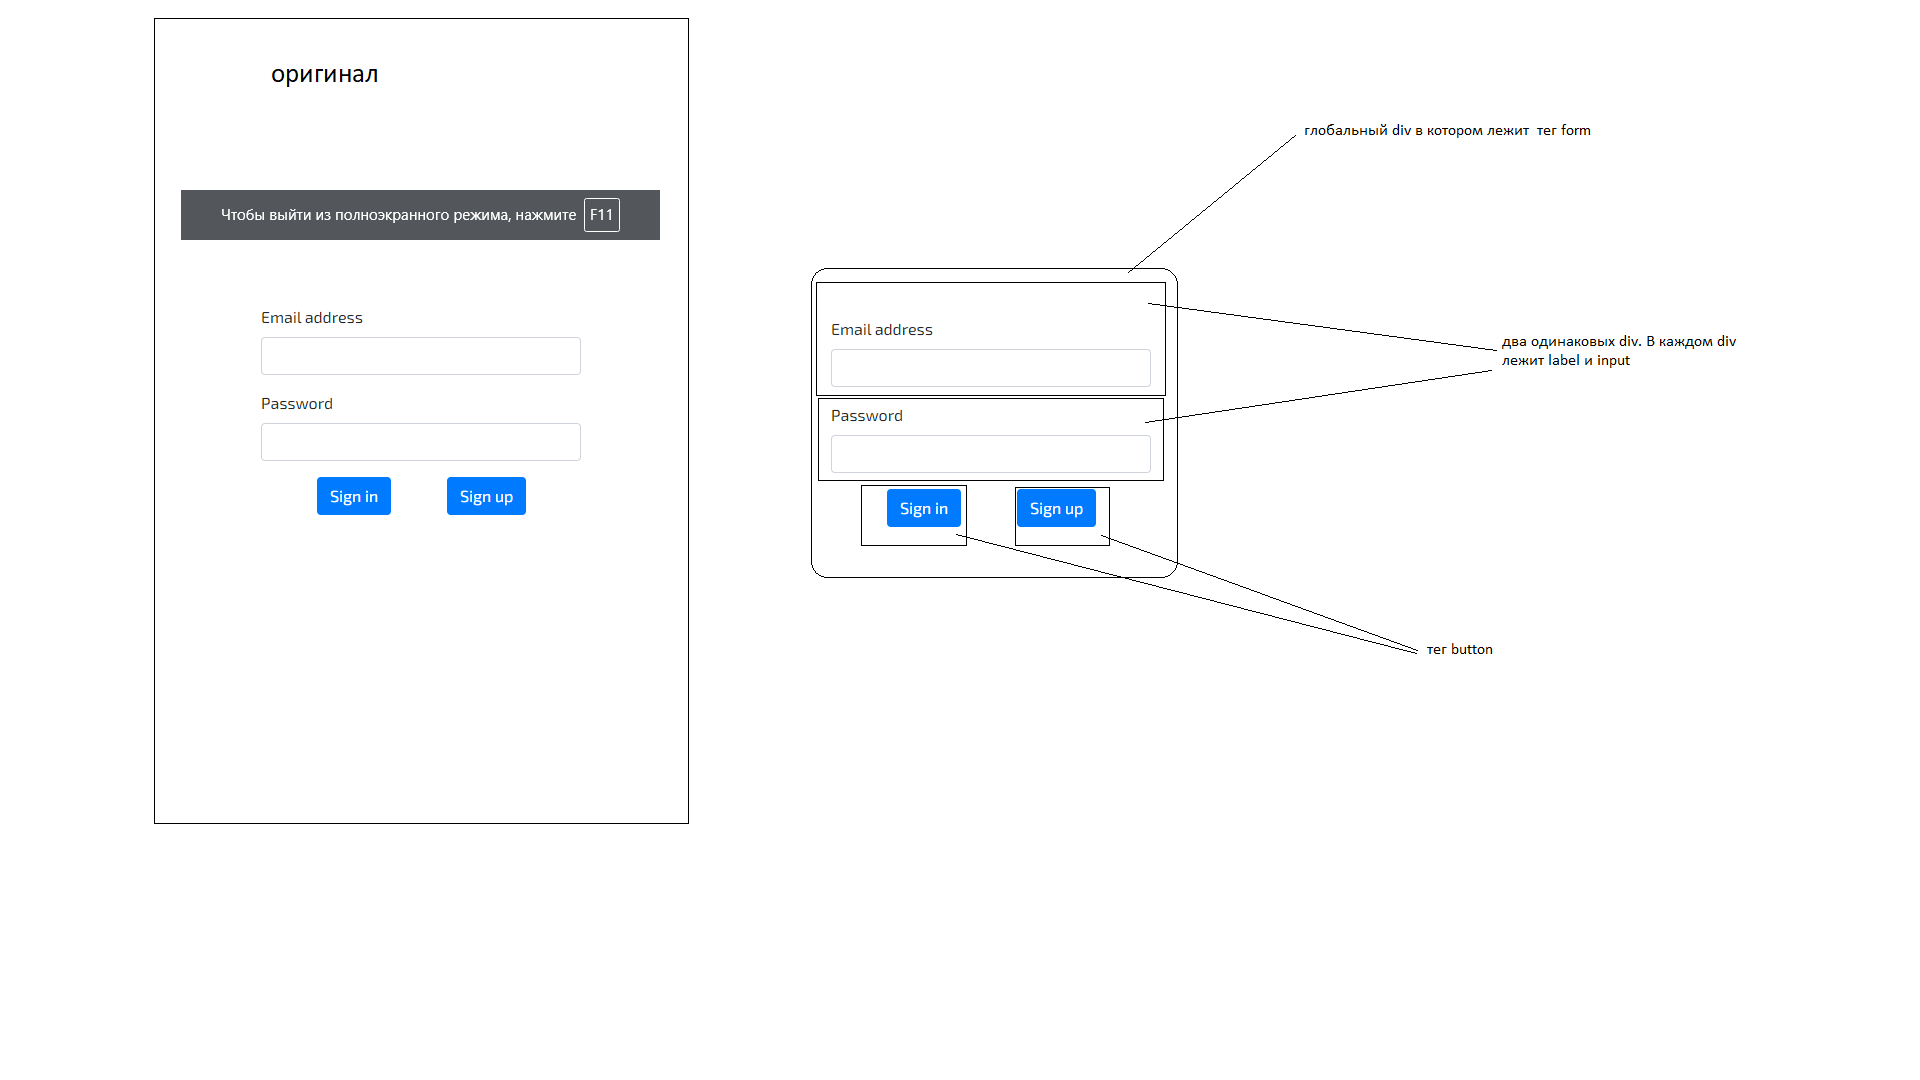 оригинал
Чтобы выйти из полноэкранного режима, нажмите F11
Email address
Password
Sign in
Sign up
глобальный div в котором лежит тег form
Email address
Password
Sign in
Sign up
два одинаковых div. В каждом div
лежит label и input
тег button